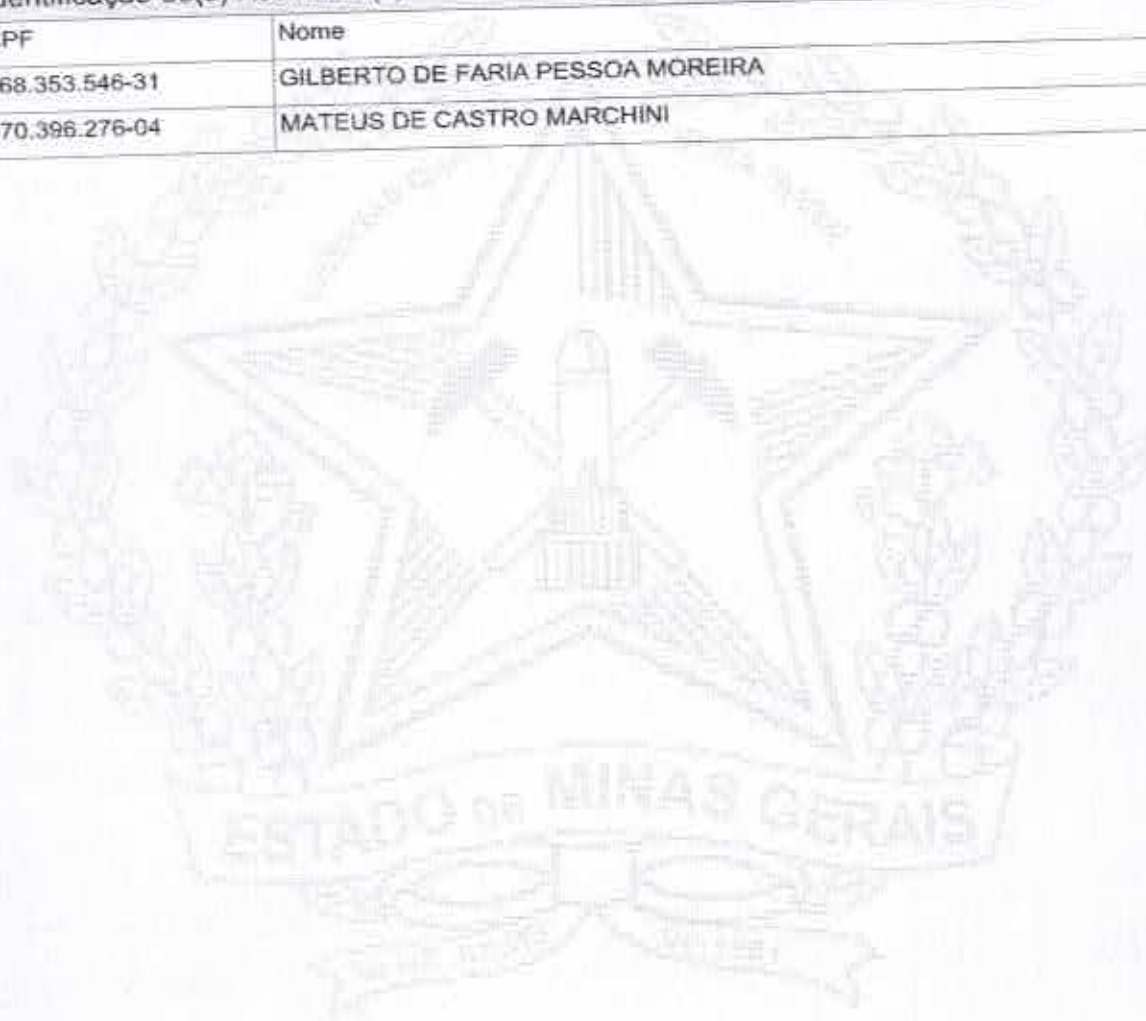 PF Nome
68.353.546-31 GILBERTO DE FARIA PESSOA MOREIRA
70.396.276-04 MATEUS DE CASTRO MARCHINI
ESTADO DE MINAS GERAIS